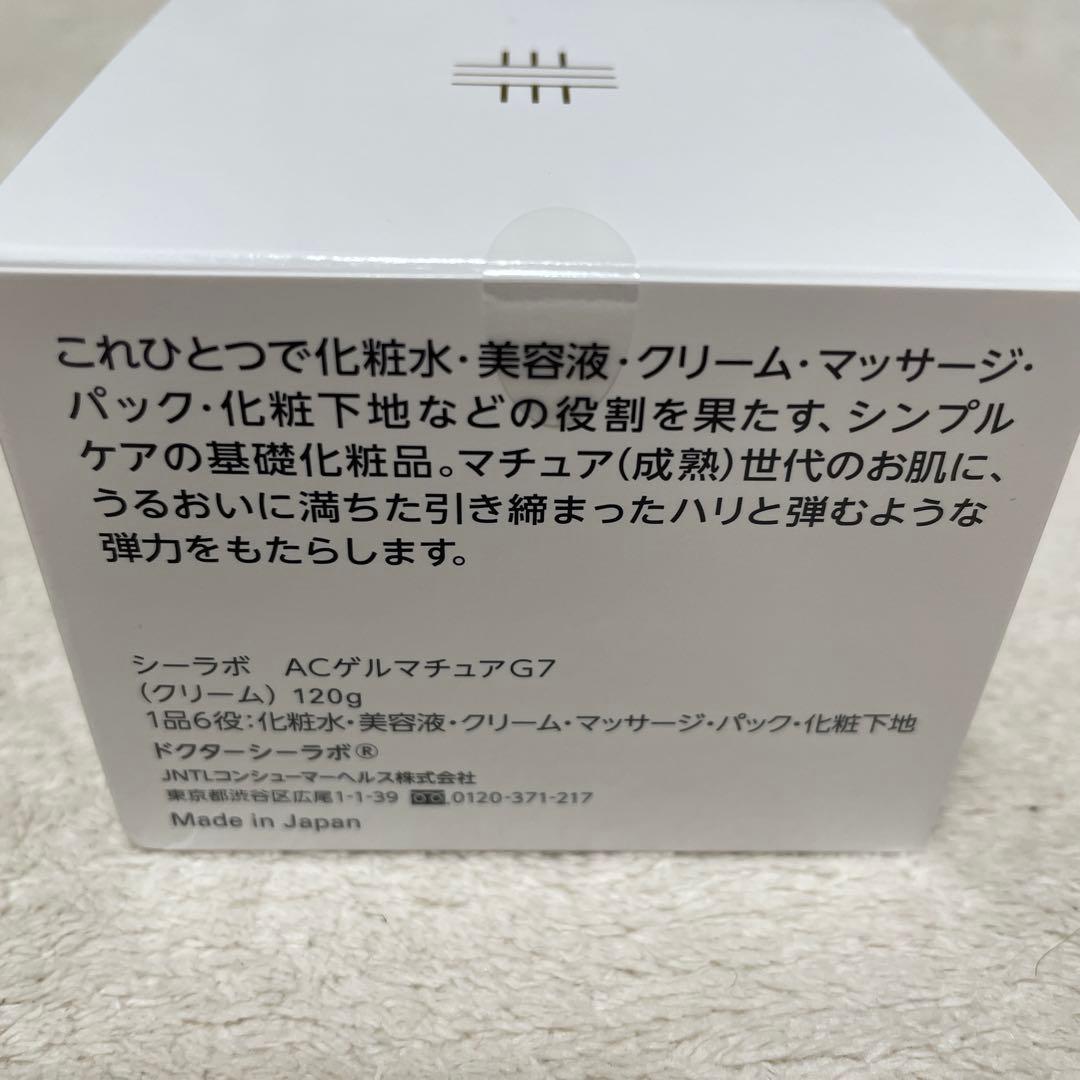 これひとつで化粧水・美容液・クリーム・マッサージ・
パック・化粧下地などの役割を果たす、シンプル
ケアの基礎化粧品。マチュア(成熟)世代のお肌に、
うるおいに満ちた引き締まったハリと弾むような
弾力をもたらします。
シーラボ ACゲルマチュアG7
(クリーム) 120g
1品6役:化粧水・美容液・クリーム・マッサージ・パック・化粧下地
ドクターシーラボ®
JNTLコンシューマーヘルス株式会社
東京都渋谷区広尾1-1-39 0120-371-217
Made in Japan